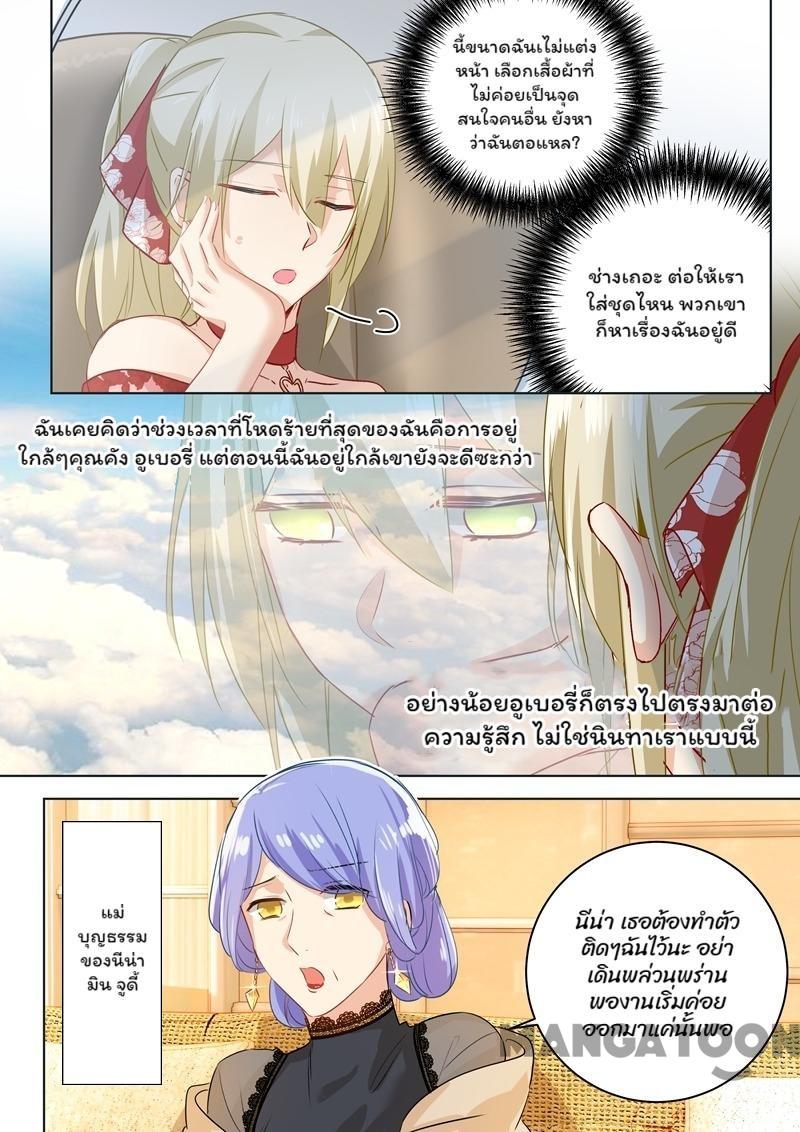 นี้ขนาดฉันเไม่แต่ง
หน้า เลือกเสื้อผ้าที่
ไม่ค่อยเป็นจุด
สนใจคนอื่น ยังหา
ว่าฉันตอแหล?
ช่างเถอะ ต่อให้เรา
ใส่ชุดไหน พวกเขา
ก็หาเรื่องฉันอยู่ดี
ฉันเคยคิดว่าช่วงเวลาที่โหดร้ายที่สุดของฉันคือการอยู่
ใกล้ๆคุณคัง อูเบอรี่ แต่ตอนนี้ฉันอยู่ใกล้เขายังจะดีซะกว่า
อย่างน้อยอูเบอรี่ก็ตรงไปตรงมาต่อ
ความรู้สึก ไม่ใช่นินทาเราแบบนี้
แม่
บุญธรรม
ของนีน่า
มิน จูดี้
นีน่า เธอต้องทำตัว
ติดๆฉันไว้นะ อย่า
เดินพล่วนพร่าน
พองานเริ่มค่อย
ออกมาแค่นั้นพอ
MANGATOON